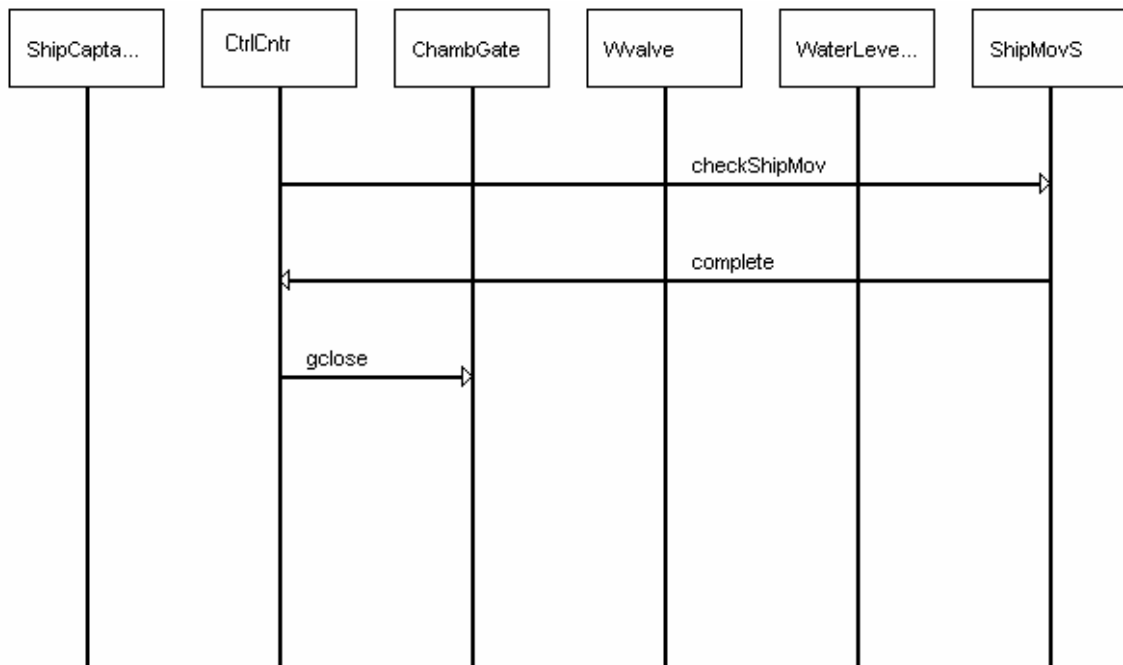 ShipCapta...
CtrlCntr
ChambGate
Wvalve
WaterLeve...
ShipMovS
checkShipMov
complete
gclose